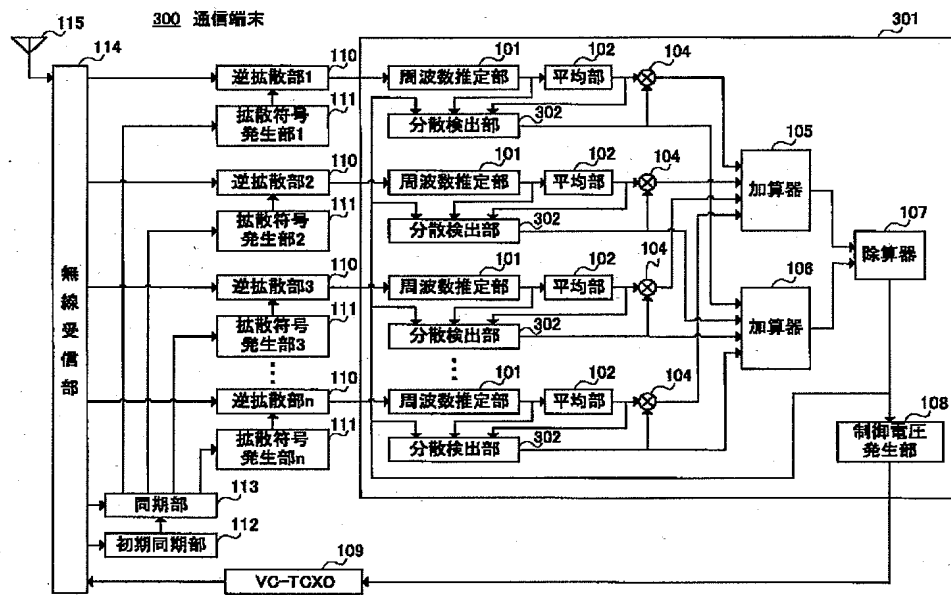 300 通信端末
301
115
114
110
逆拡散部1
111
拡散符号
発生部1
101
周波数推定部
102
平均部
104
302
分散検出部
110
逆拡散部2
111
拡散符号
発生部2
101
周波数推定部
102
平均部
104
302
分散検出部
105
加算器
107
除算器
無線受信部
110
逆拡散部3
111
拡散符号
発生部3
101
周波数推定部
102
平均部
104
302
分散検出部
106
加算器
110
逆拡散部n
111
拡散符号
発生部n
101
周波数推定部
102
平均部
104
302
分散検出部
108
制御電圧
発生部
113
同期部
112
初期同期部
109
VC-TCXO